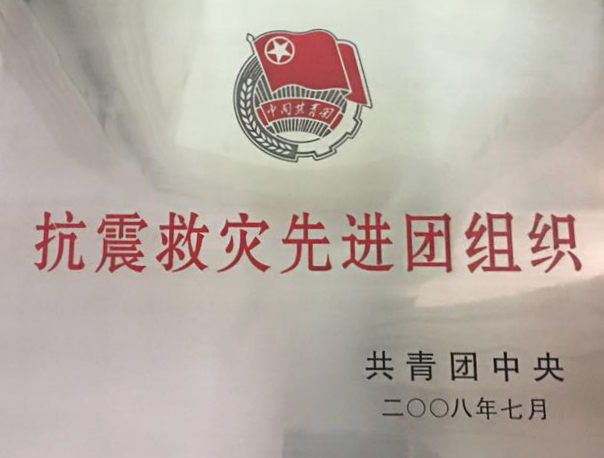 中国共青团
抗震救灾先进团组织
共青团中央
二〇〇八年七月